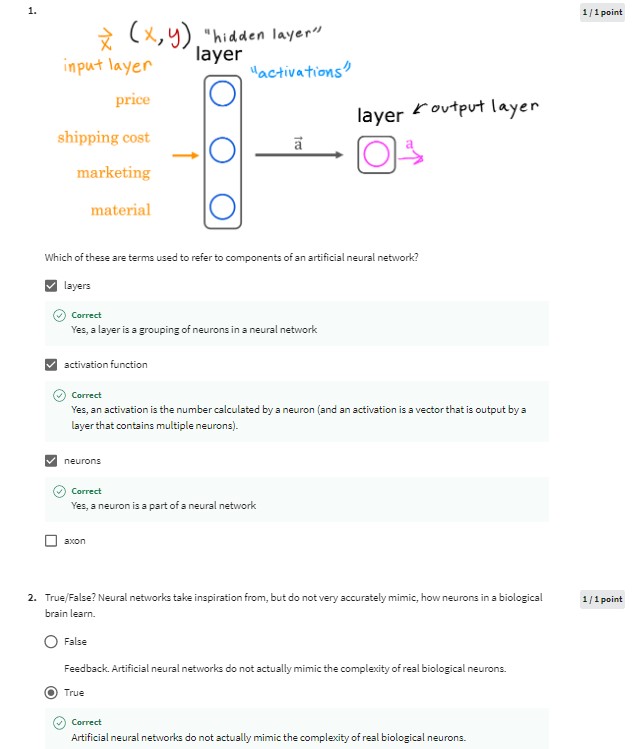 1.
1 / 1 point
x⃗ (x,y) "hidden layer"
input layer
layer
"activations"
price
layer
output layer
shipping cost
a⃗
a
marketing
material
Which of these are terms used to refer to components of an artificial neural network?
layers
Correct
Yes, a layer is a grouping of neurons in a neural network
activation function
Correct
Yes, an activation is the number calculated by a neuron (and an activation is a vector that is output by a
layer that contains multiple neurons).
neurons
Correct
Yes, a neuron is a part of a neural network
axon
2. True/False? Neural networks take inspiration from, but do not very accurately mimic, how neurons in a biological
brain learn.
1 / 1 point
False
Feedback. Artificial neural networks do not actually mimic the complexity of real biological neurons.
True
Correct
Artificial neural networks do not actually mimic the complexity of real biological neurons.